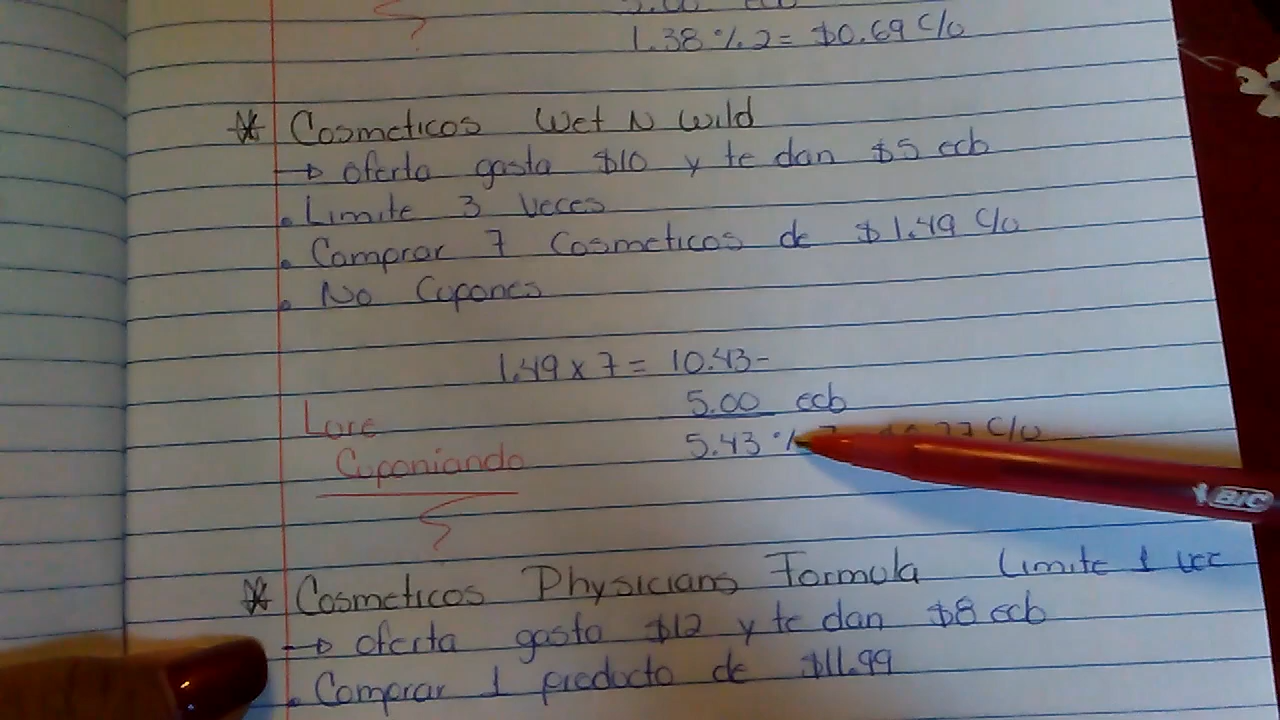 1.38 % 2 = $0.69 c/o
* Cosmeticos Wet N Wild
→ oferta gasta $10 y te dan $5 ecb
. Limite 3 veces
. Comprar 7 Cosmeticos de $1.49 c/o
. No Cupones
1.49 x 7 = 10.43-
5.00 ecb
5.43 %
Lore
Cuponiando
* Cosmeticos Physicians Formula Limite 1 vez
→ oferta gasta $12 y te dan $8 ecb
. Comprar 1 producto de $11.99
BIC